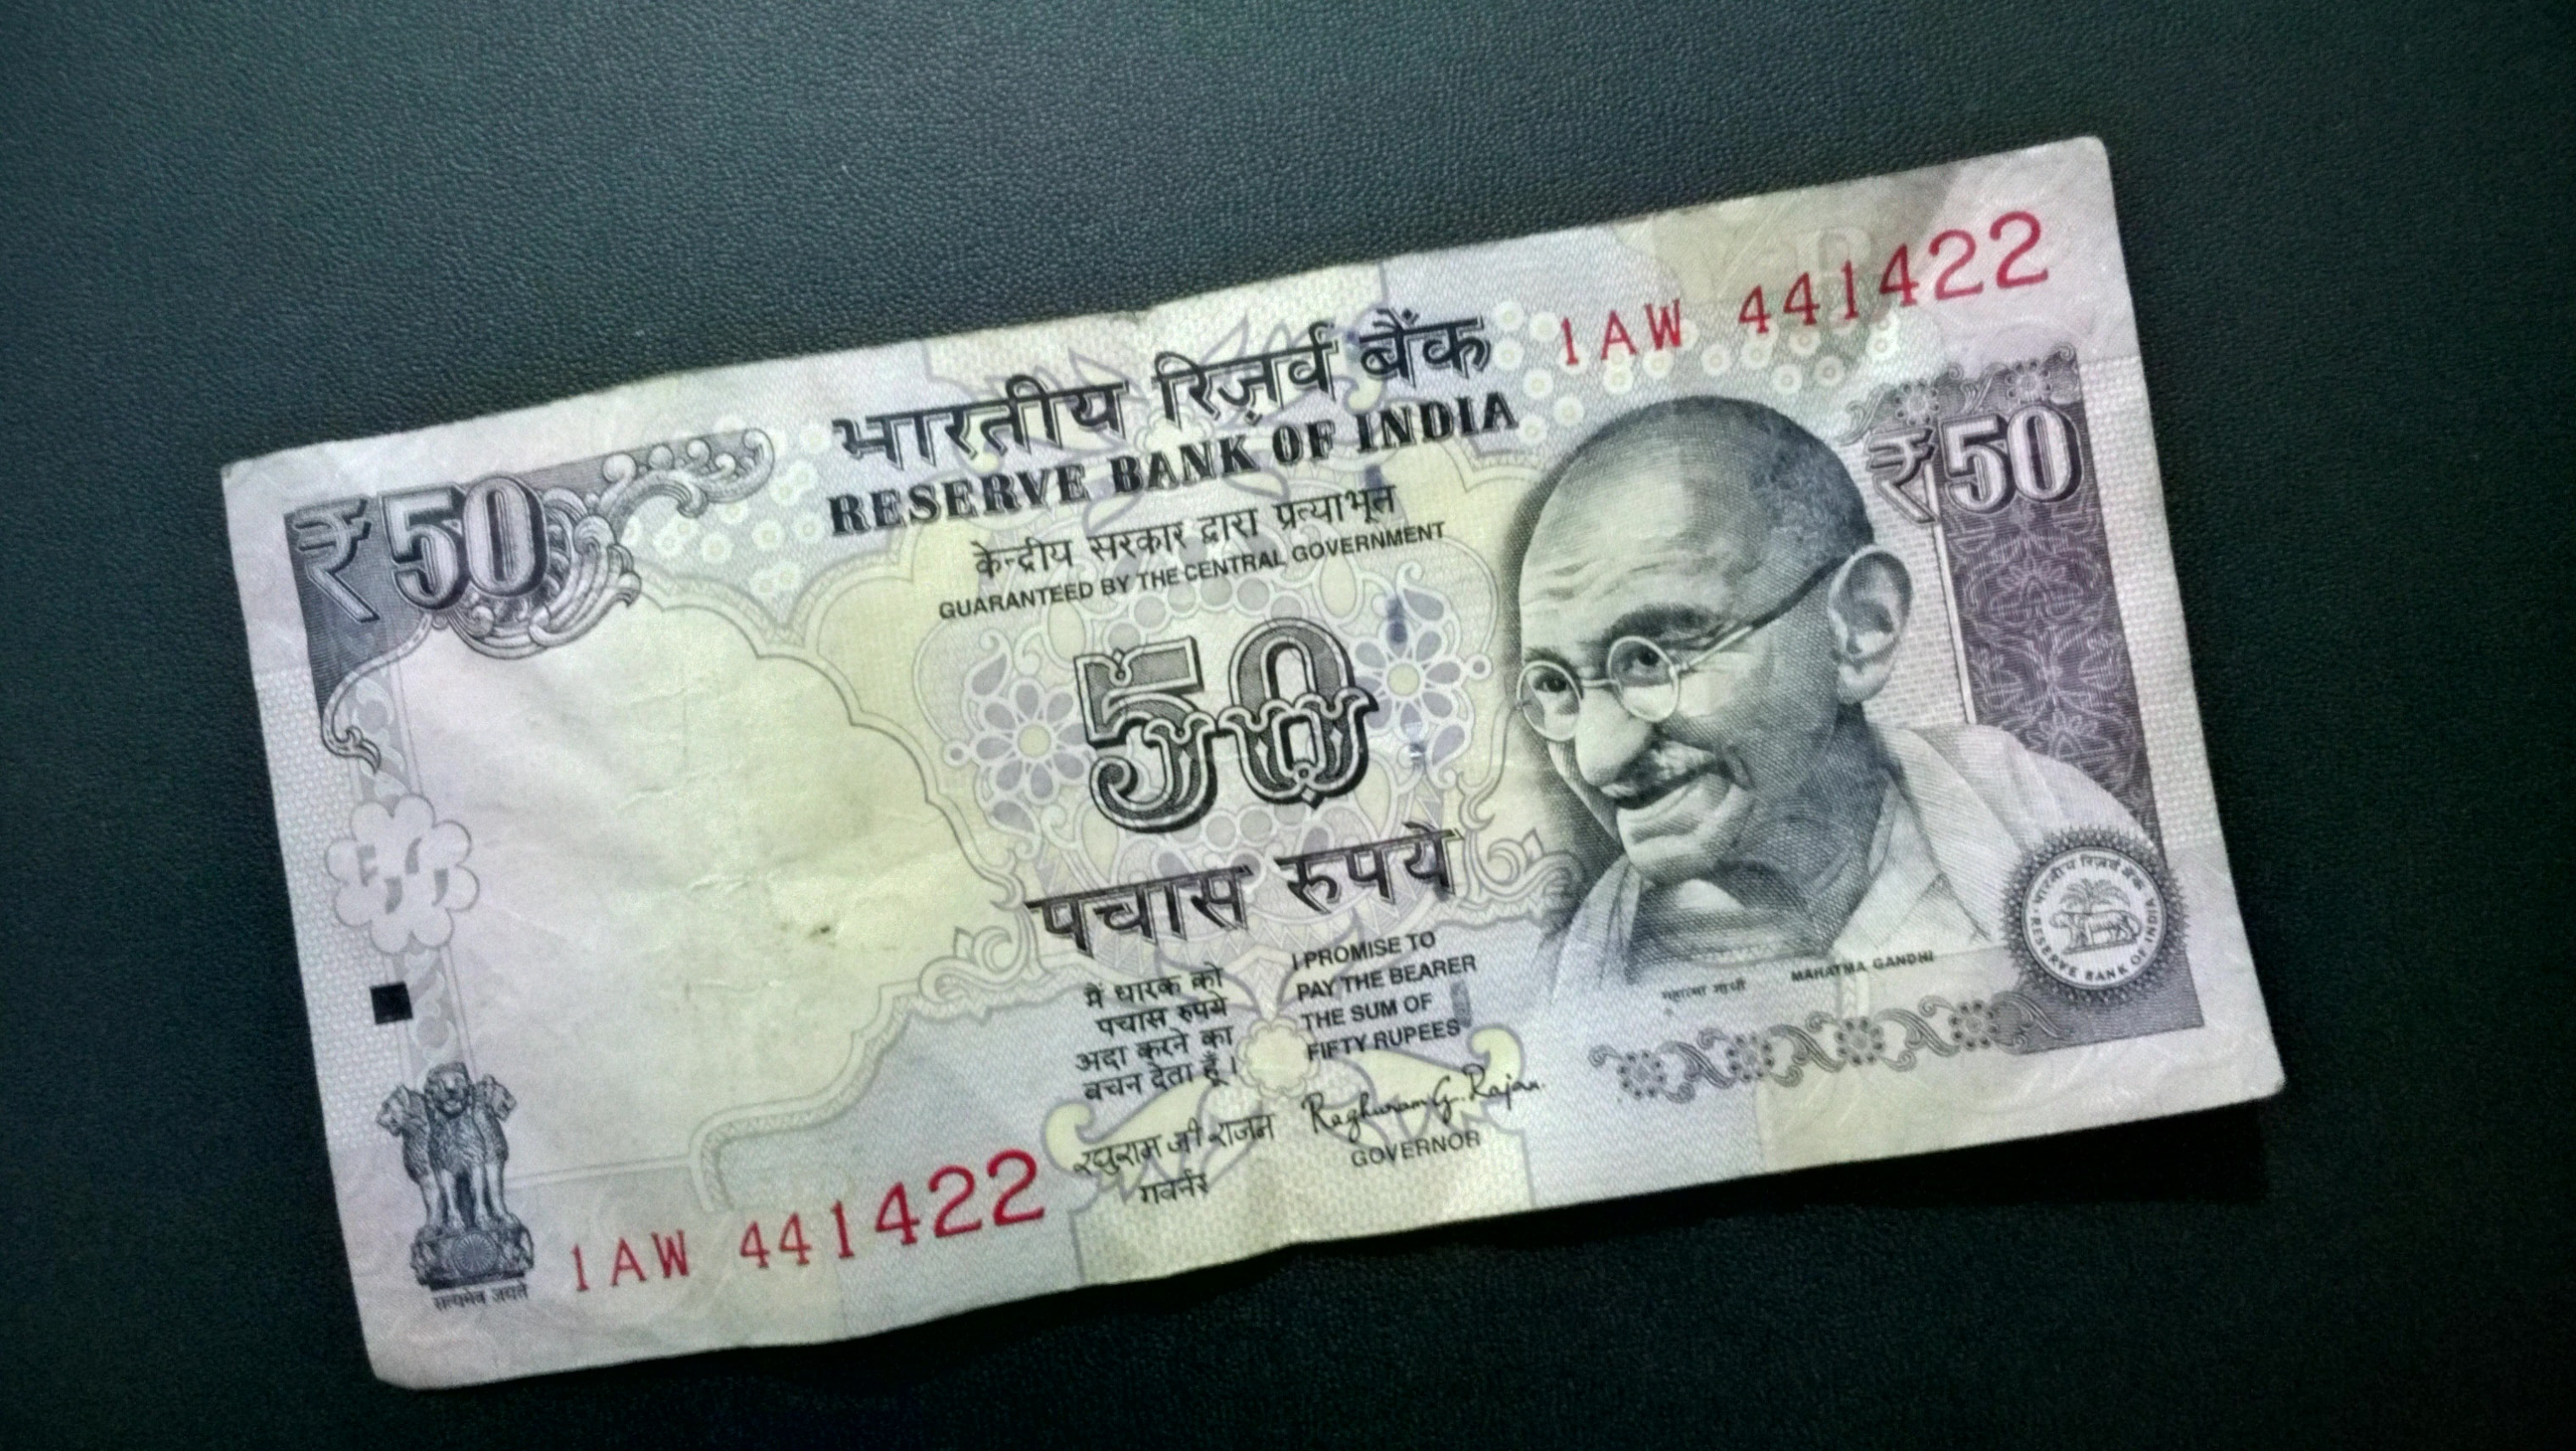 1AW 441422
भारतीय रिज़र्व बैंक
RESERVE BANK OF INDIA
₹50
₹50
केन्द्रीय सरकार द्वारा प्रत्याभूत
GUARANTEED BY THE CENTRAL GOVERNMENT
50
पचास रुपये
मैं धारक को
पचास रुपये
अदा करने का
वचन देता हूँ।
I PROMISE TO
PAY THE BEARER
THE SUM OF
FIFTY RUPEES
रघुराम जी राजन
गवर्नर
Raghuram G. Rajan
GOVERNOR
महात्मा गांधी
MAHATMA GANDHI
भारतीय रिज़र्व बैंक
RESERVE BANK OF INDIA
सत्यमेव जयते
1AW 441422